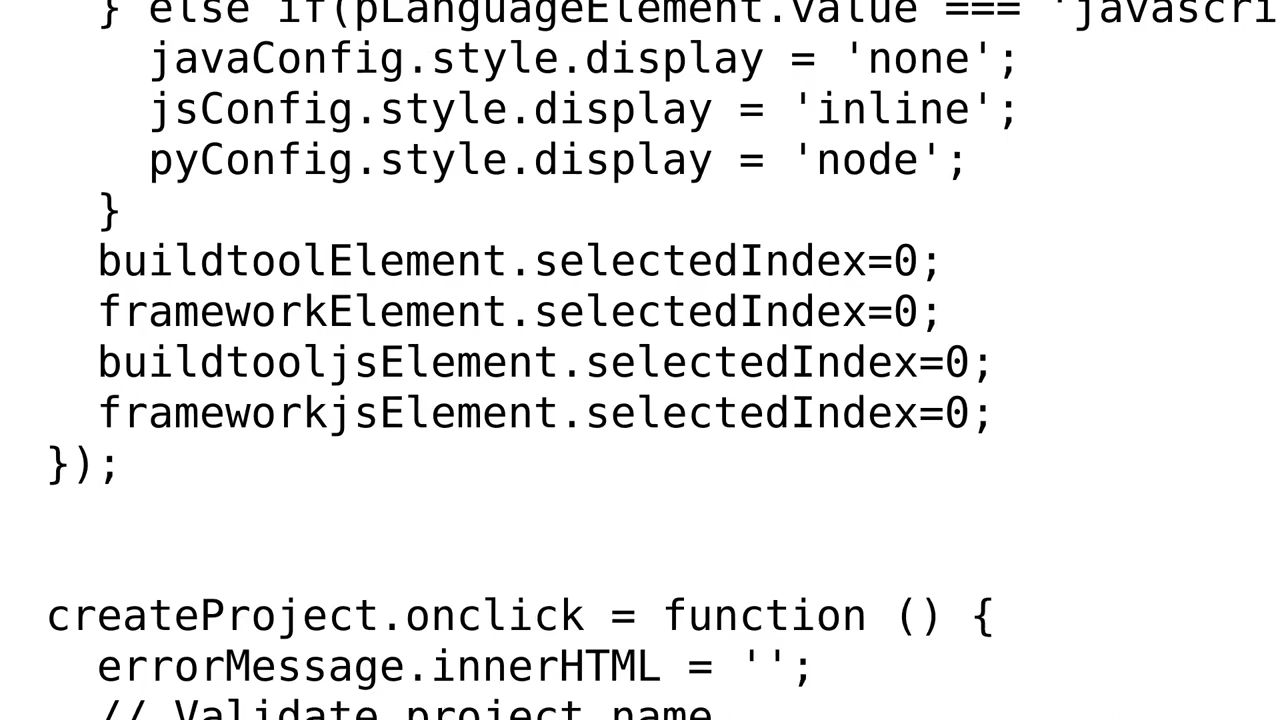 } else if(pLanguageElement.value === 'javascri
javaConfig.style.display = 'none';
jsConfig.style.display = 'inline';
pyConfig.style.display = 'node';
}
buildtoolElement.selectedIndex=0;
frameworkElement.selectedIndex=0;
buildtooljsElement.selectedIndex=0;
frameworkjsElement.selectedIndex=0;
});
createProject.onclick = function () {
errorMessage.innerHTML = '';
// Validate project name